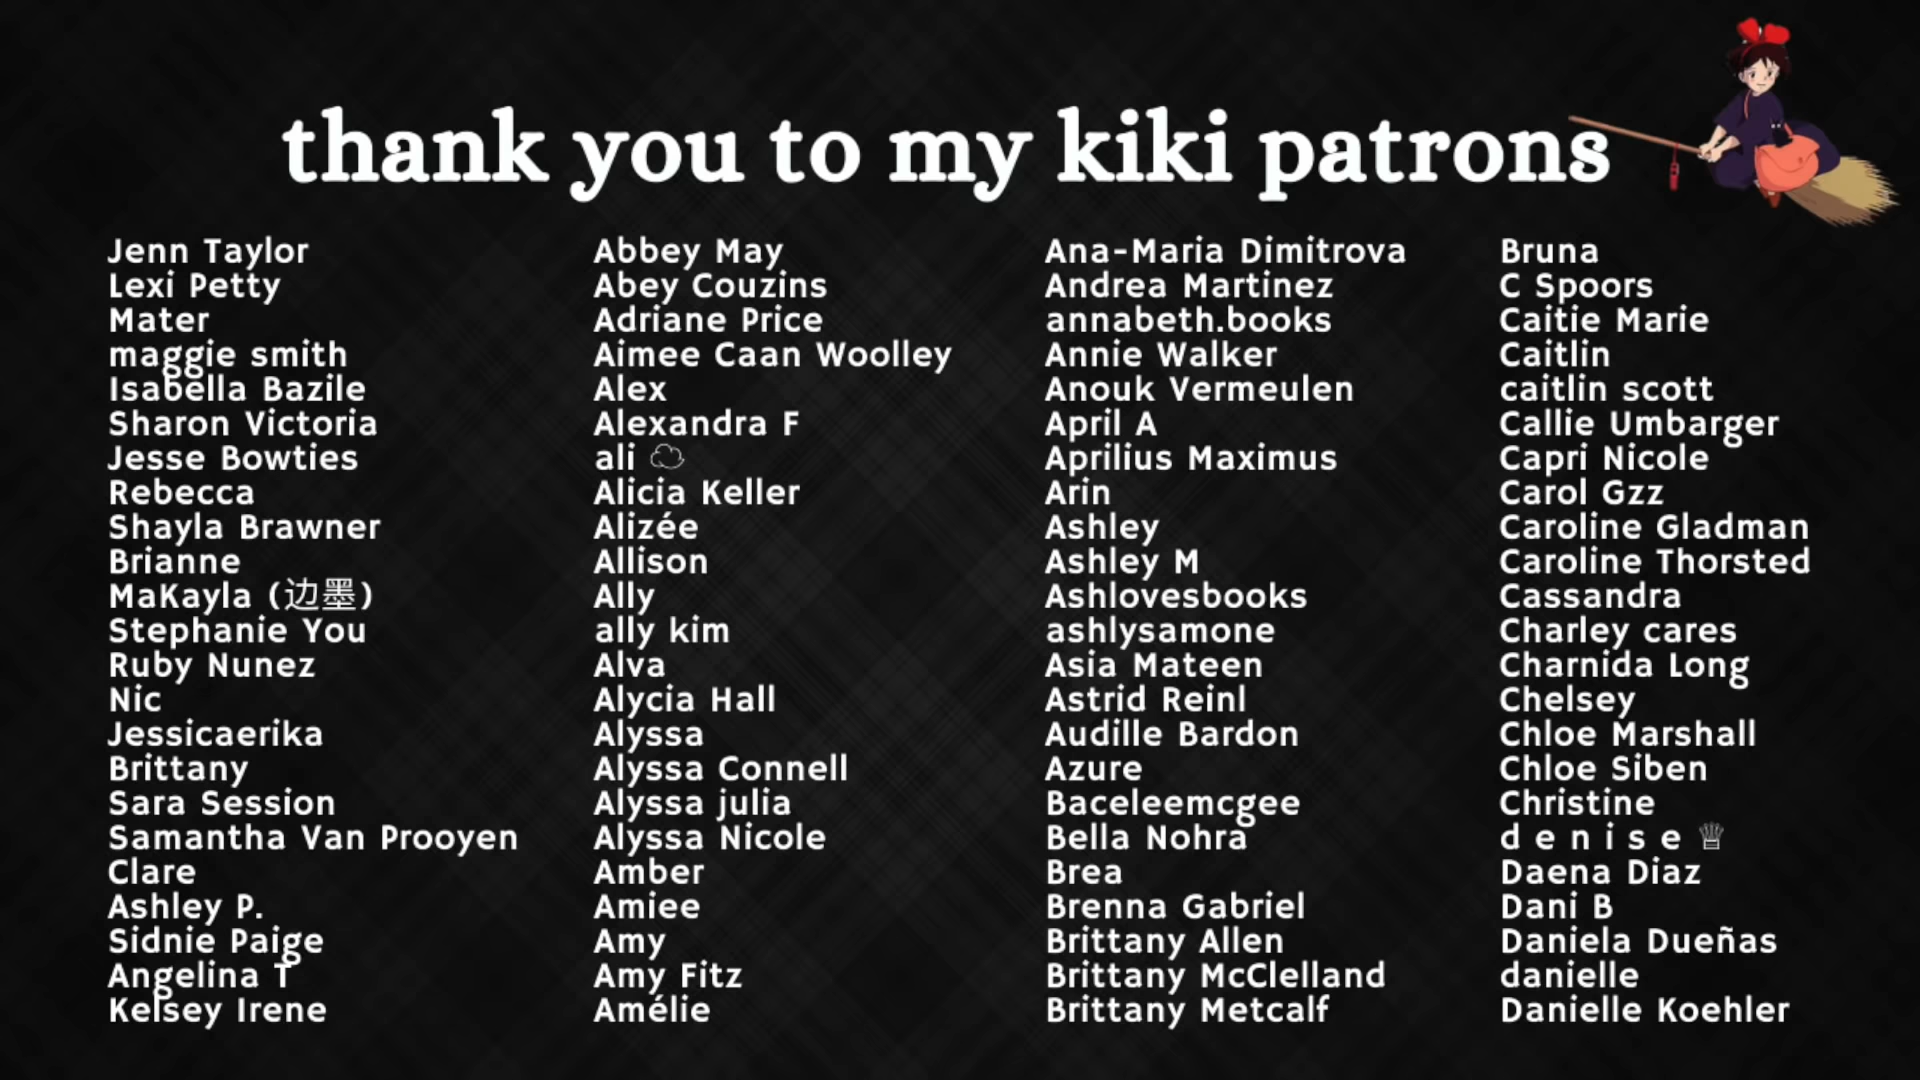 thank you to my kiki patrons
Jenn Taylor
Lexi Petty
Mater
maggie smith
Isabella Bazile
Sharon Victoria
Jesse Bowties
Rebecca
Shayla Brawner
Brianne
MaKayla (边墨)
Stephanie You
Ruby Nunez
Nic
Jessicaerika
Brittany
Sara Session
Samantha Van Prooyen
Clare
Ashley P.
Sidnie Paige
Angelina T
Kelsey Irene
Abbey May
Abey Couzins
Adriane Price
Aimee Caan Woolley
Alex
Alexandra F
ali ☁
Alicia Keller
Alizée
Allison
Ally
ally kim
Alva
Alycia Hall
Alyssa
Alyssa Connell
Alyssa julia
Alyssa Nicole
Amber
Amiee
Amy
Amy Fitz
Amélie
Ana-Maria Dimitrova
Andrea Martinez
annabeth.books
Annie Walker
Anouk Vermeulen
April A
Aprilius Maximus
Arin
Ashley
Ashley M
Ashlovesbooks
ashlysamone
Asia Mateen
Astrid Reinl
Audille Bardon
Azure
Baceleemcgee
Bella Nohra
Brea
Brenna Gabriel
Brittany Allen
Brittany McClelland
Brittany Metcalf
Bruna
C Spoors
Caitie Marie
Caitlin
caitlin scott
Callie Umbarger
Capri Nicole
Carol Gzz
Caroline Gladman
Caroline Thorsted
Cassandra
Charley cares
Charnida Long
Chelsey
Chloe Marshall
Chloe Siben
Christine
d e n i s e ♕
Daena Diaz
Dani B
Daniela Dueñas
danielle
Danielle Koehler